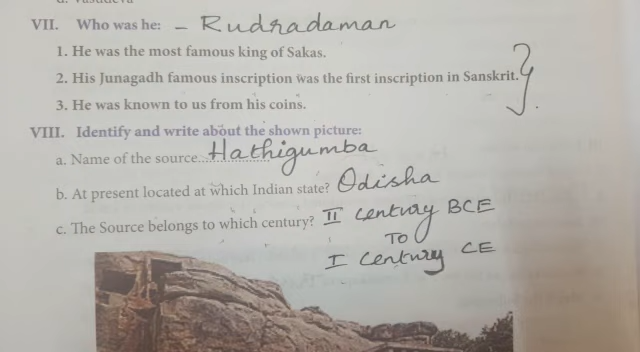 VII. Who was he: – Rudradaman
1. He was the most famous king of Sakas.
2. His Junagadh famous inscription was the first inscription in Sanskrit.
3. He was known to us from his coins.
VIII. Identify and write about the shown picture:
a. Name of the source...Hathigumba
b. At present located at which Indian state? Odisha
c. The Source belongs to which century? II century BCE
TO
I century CE